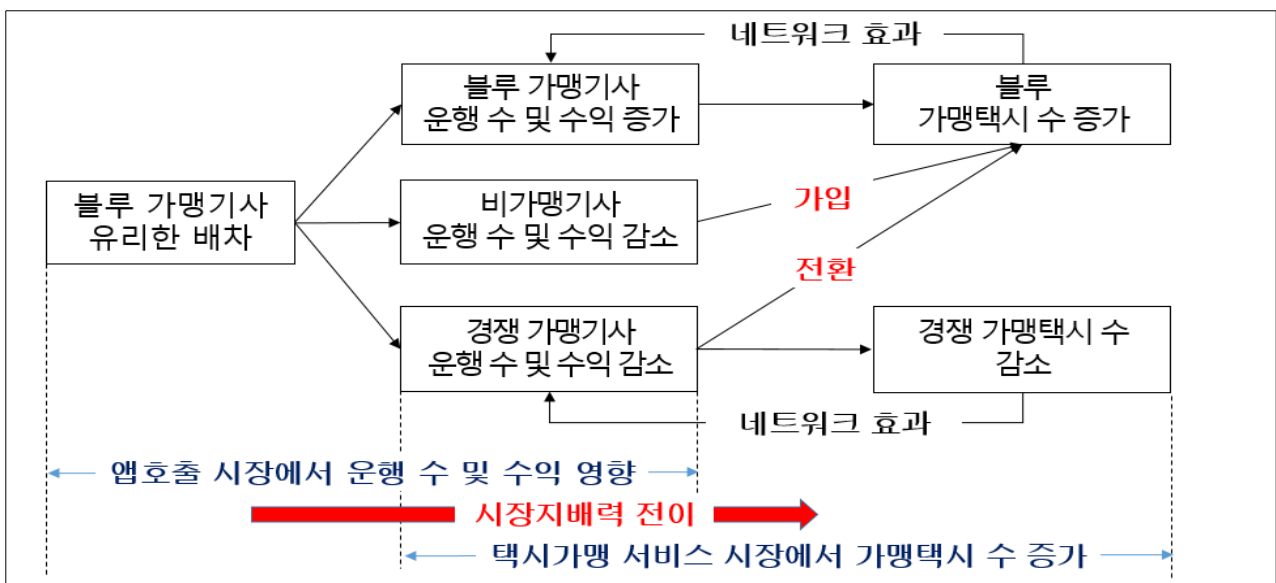 네트워크 효과
블루 가맹기사
운행 수 및 수익 증가
블루
가맹택시 수 증가
블루 가맹기사
유리한 배차
비가맹기사
운행 수 및 수익 감소
가입
전환
경쟁 가맹기사
운행 수 및 수익 감소
경쟁 가맹택시 수
감소
네트워크 효과
앱호출 시장에서 운행 수 및 수익 영향
시장지배력 전이
택시가맹 서비스 시장에서 가맹택시 수 증가